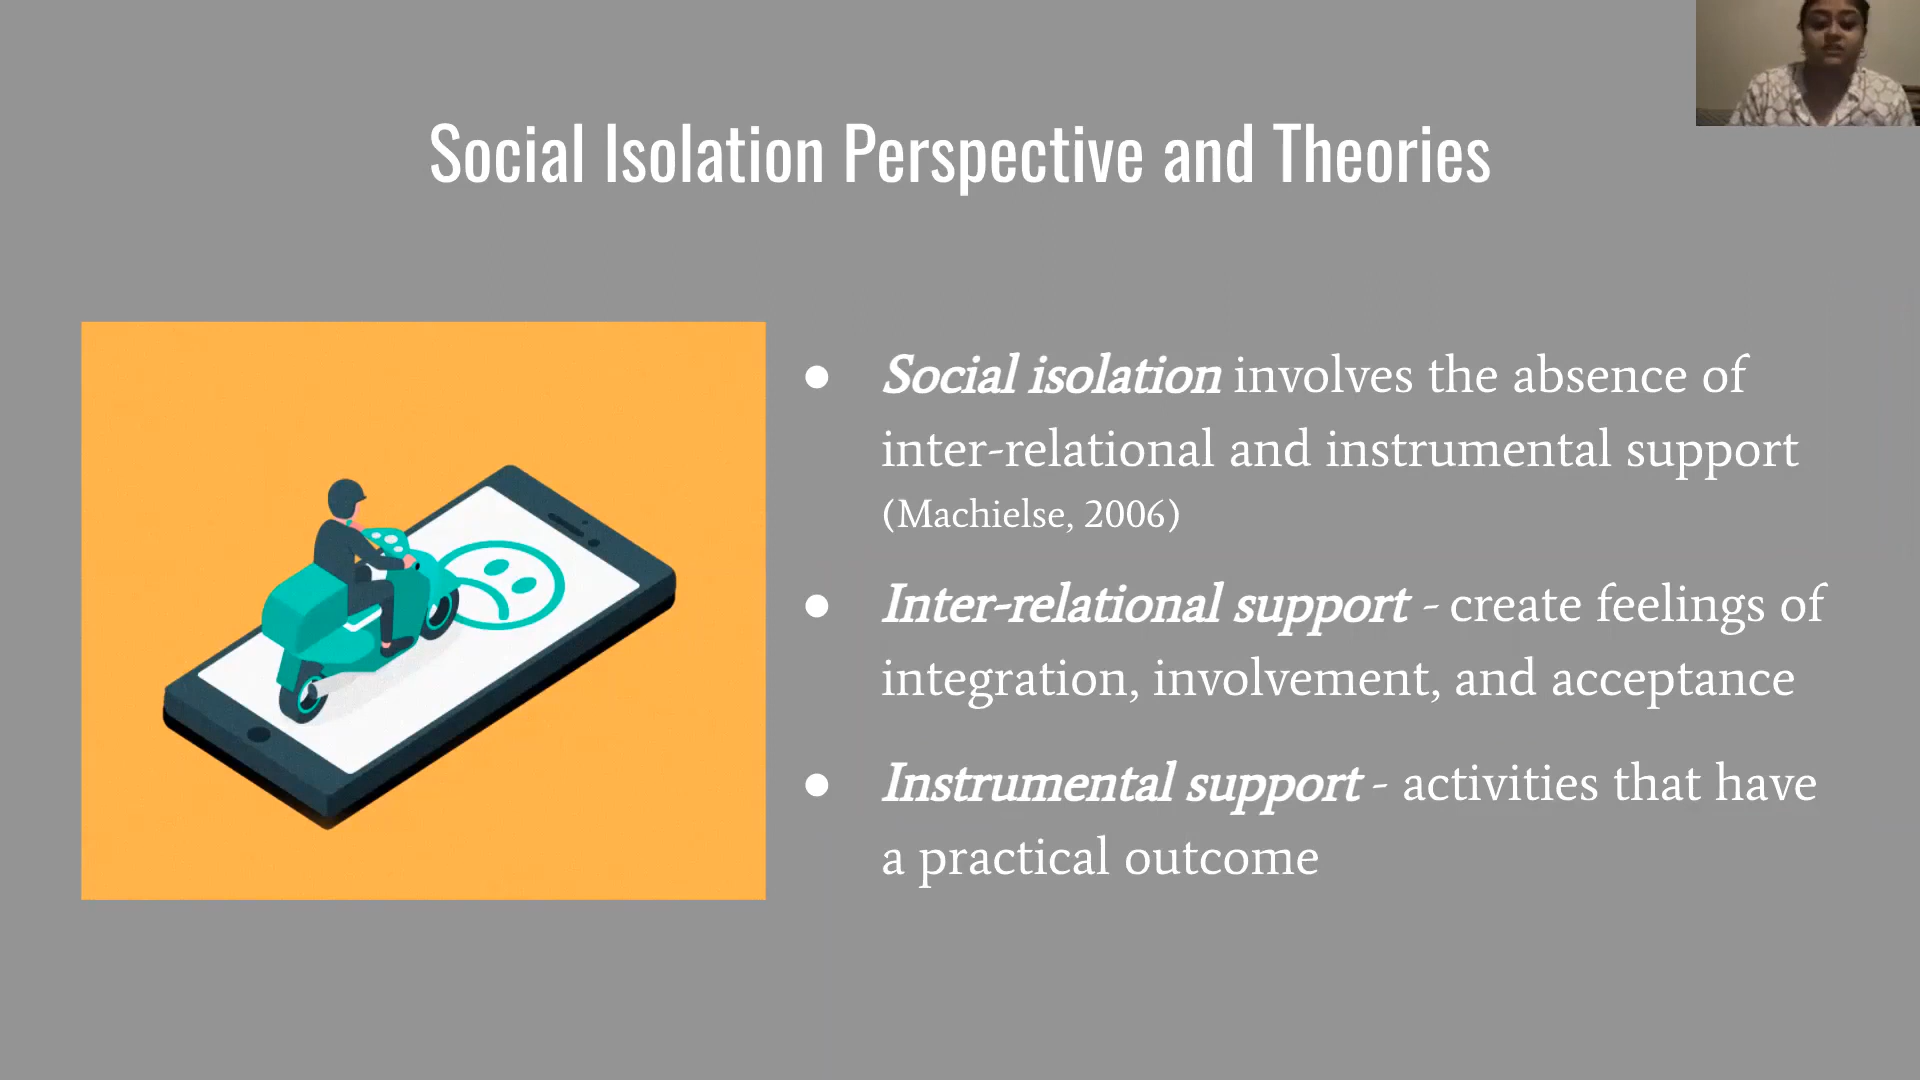 Social Isolation Perspective and Theories
● Social isolation involves the absence of
inter-relational and instrumental support
(Machielse, 2006)
● Inter-relational support - create feelings of
integration, involvement, and acceptance
● Instrumental support - activities that have
a practical outcome